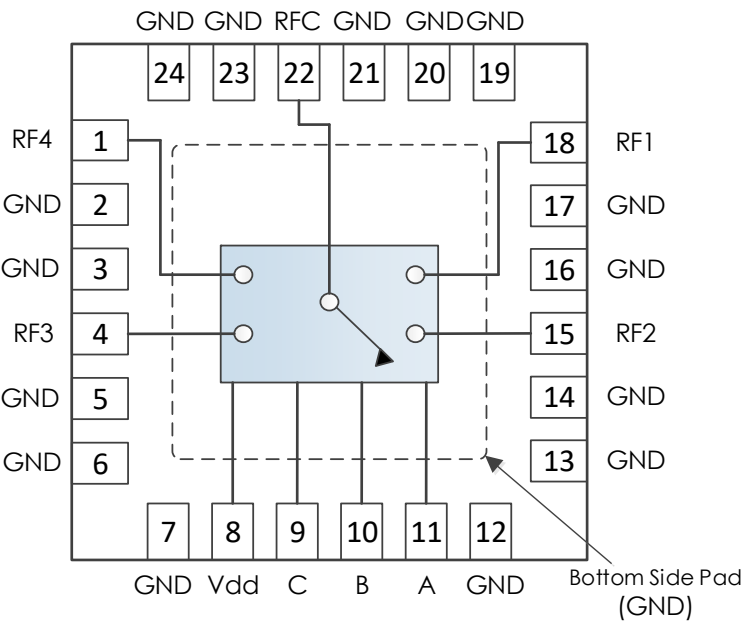 GND GND RFC GND GND GND
24 23 22 21 20 19
RF4 1 18 RF1
GND 2 17 GND
GND 3 16 GND
RF3 4 15 RF2
GND 5 14 GND
GND 6 13 GND
7 8 9 10 11 12
GND Vdd C B A GND
Bottom Side Pad
(GND)